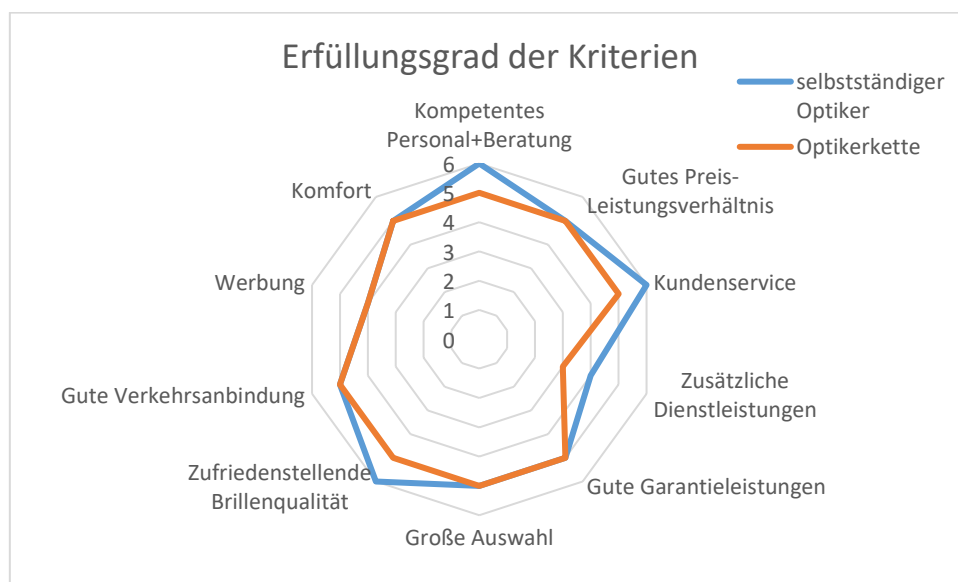 Erfüllungsgrad der Kriterien
selbstständiger
Optiker
Optikerkette
Kompetentes
Personal+Beratung
Gutes Preis-
Leistungsverhältnis
Kundenservice
Zusätzliche
Dienstleistungen
Gute Garantieleistungen
Große Auswahl
Zufriedenstellende
Brillenqualität
Gute Verkehrsanbindung
Werbung
Komfort
6
5
4
3
2
1
0